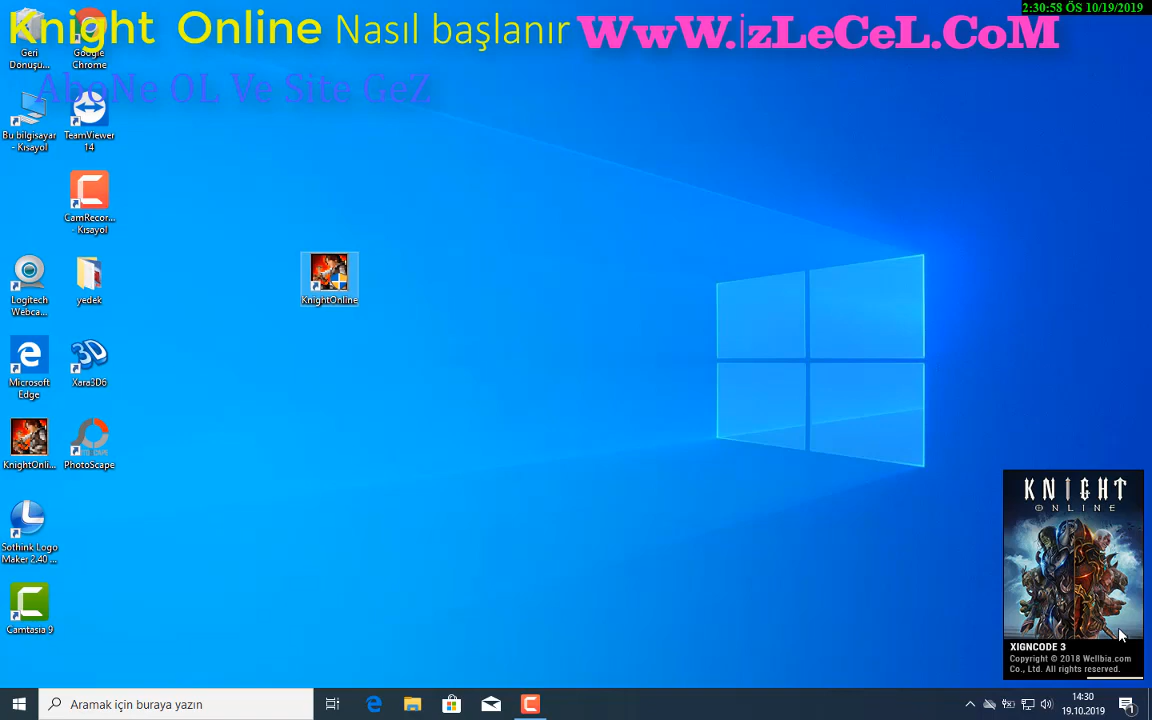 2:30:58 ÖS 10/19/2019
Knight Online Nasıl başlanır
WwW.İzLeCeL.CoM
AboNe OL Ve Site GeZ
Geri
Dönüşü...
Google
Chrome
Bu bilgisayar
- Kısayol
TeamViewer
14
CamRecor...
- Kısayol
Logitech
Webca...
yedek
KnightOnline
Microsoft
Edge
Xara3D6
KnightOnli...
PhotoScape
Sothink Logo
Maker 2.40 ...
Camtasia 9
KNIGHT
ONLINE
XIGNCODE 3
Copyright © 2018 Wellbia.com
Co., Ltd. All rights reserved.
Aramak için buraya yazın
14:30
19.10.2019
1